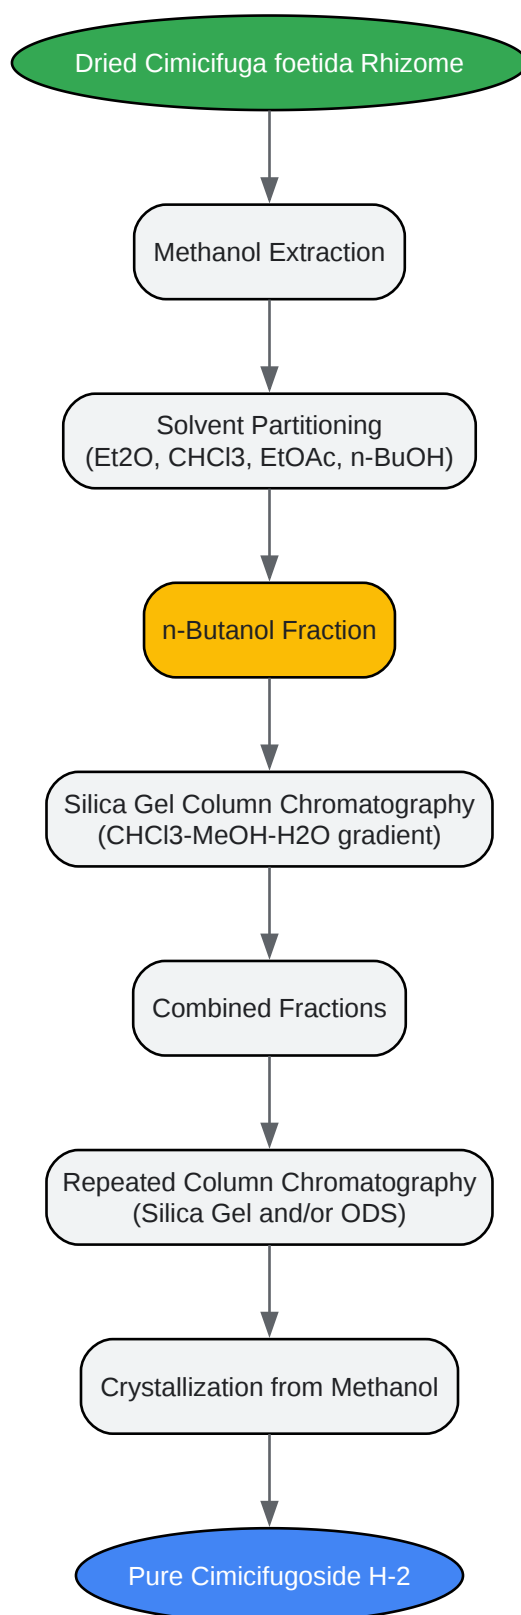 Dried Cimicifuga foetida Rhizome
Methanol Extraction
Solvent Partitioning
(Et2O, CHCl3, EtOAc, n-BuOH)
n-Butanol Fraction
Silica Gel Column Chromatography
(CHCl3-MeOH-H2O gradient)
Combined Fractions
Repeated Column Chromatography
(Silica Gel and/or ODS)
Crystallization from Methanol
Pure Cimicifugoside H-2